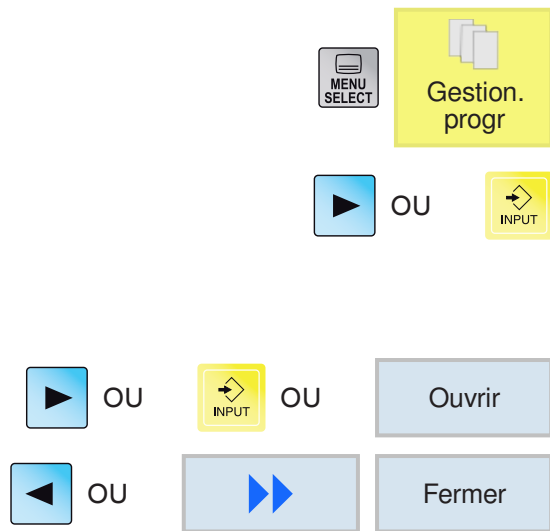 MENU
SELECT
Gestion.
progr
OU
INPUT
OU
INPUT
OU
Ouvrir
OU
Fermer